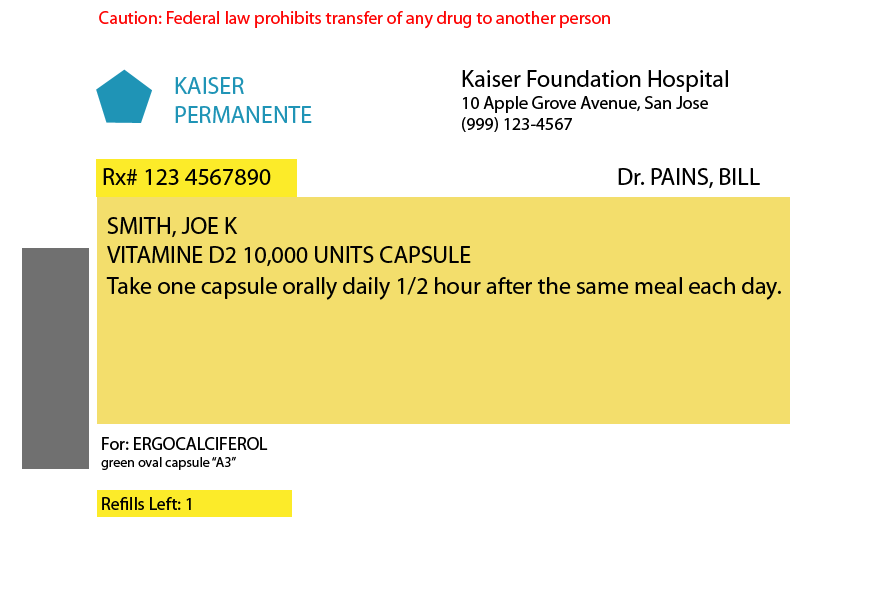 Caution: Federal law prohibits transfer of any drug to another person
KAISER
PERMANENTE
Kaiser Foundation Hospital
10 Apple Grove Avenue, San Jose
(999) 123-4567
Rx# 123 4567890
Dr. PAINS, BILL
SMITH, JOE K
VITAMINE D2 10,000 UNITS CAPSULE
Take one capsule orally daily 1/2 hour after the same meal each day.
For: ERGOCALCIFEROL
green oval capsule “A3”
Refills Left: 1